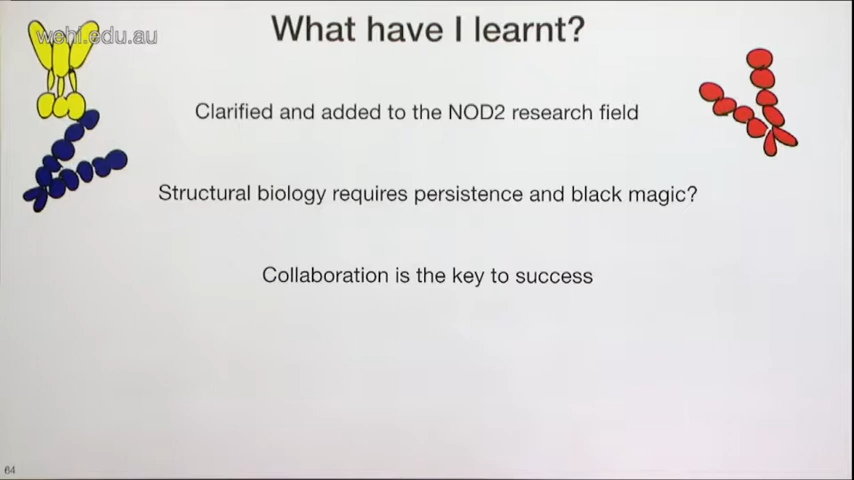 wehi.edu.au
What have I learnt?
Clarified and added to the NOD2 research field
Structural biology requires persistence and black magic?
Collaboration is the key to success
64